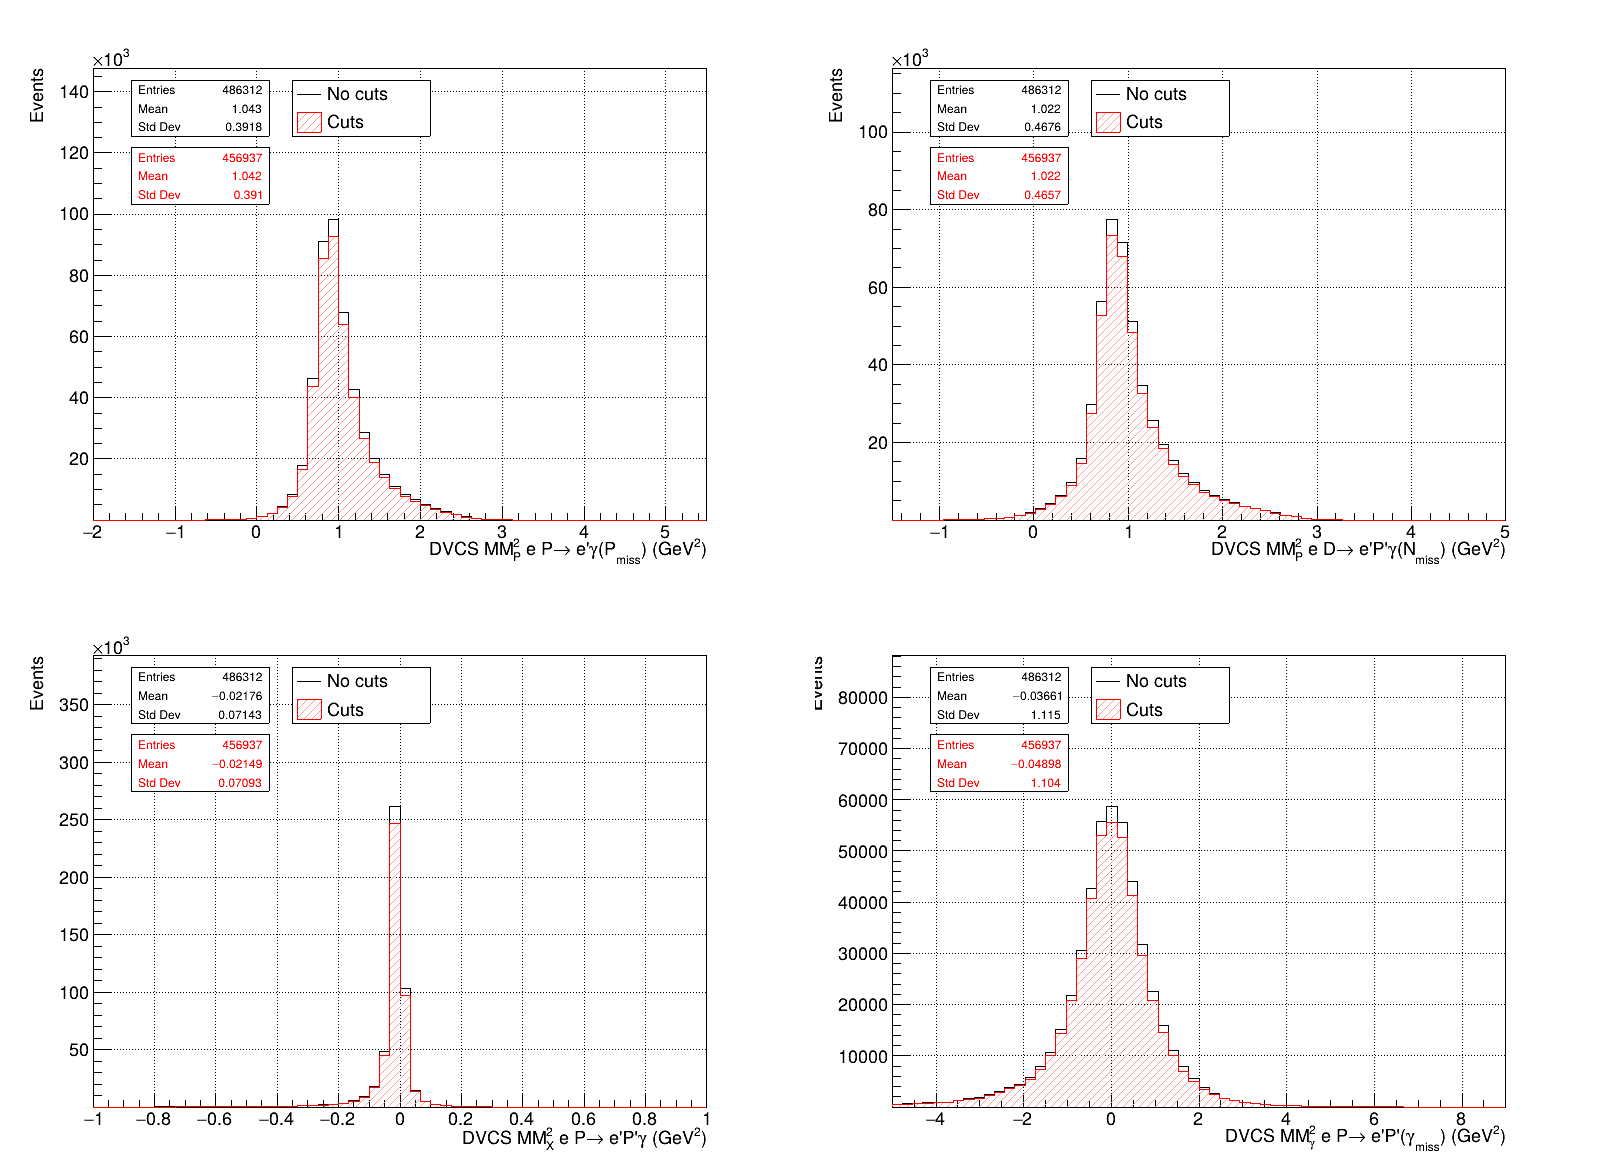 ×10³
Events
140
120
100
80
60
40
20
Entries 486312
Mean 1.043
Std Dev 0.3918
Entries 456937
Mean 1.042
Std Dev 0.391
No cuts
Cuts
−2 −1 0 1 2 3 4 5
DVCS MM²_P e P→ e'γ(P_miss) (GeV²)
×10³
Events
100
80
60
40
20
Entries 486312
Mean 1.022
Std Dev 0.4676
Entries 456937
Mean 1.022
Std Dev 0.4657
No cuts
Cuts
−1 0 1 2 3 4 5
DVCS MM²_P e D→ e'P'γ(N_miss) (GeV²)
×10³
Events
350
300
250
200
150
100
50
Entries 486312
Mean −0.02176
Std Dev 0.07143
Entries 456937
Mean −0.02149
Std Dev 0.07093
No cuts
Cuts
−1 −0.8 −0.6 −0.4 −0.2 0 0.2 0.4 0.6 0.8 1
DVCS MM²_X e P→ e'P'γ (GeV²)
Events
80000
70000
60000
50000
40000
30000
20000
10000
Entries 486312
Mean −0.03661
Std Dev 1.115
Entries 456937
Mean −0.04898
Std Dev 1.104
No cuts
Cuts
−4 −2 0 2 4 6 8
DVCS MM²_γ e P→ e'P'(γ_miss) (GeV²)